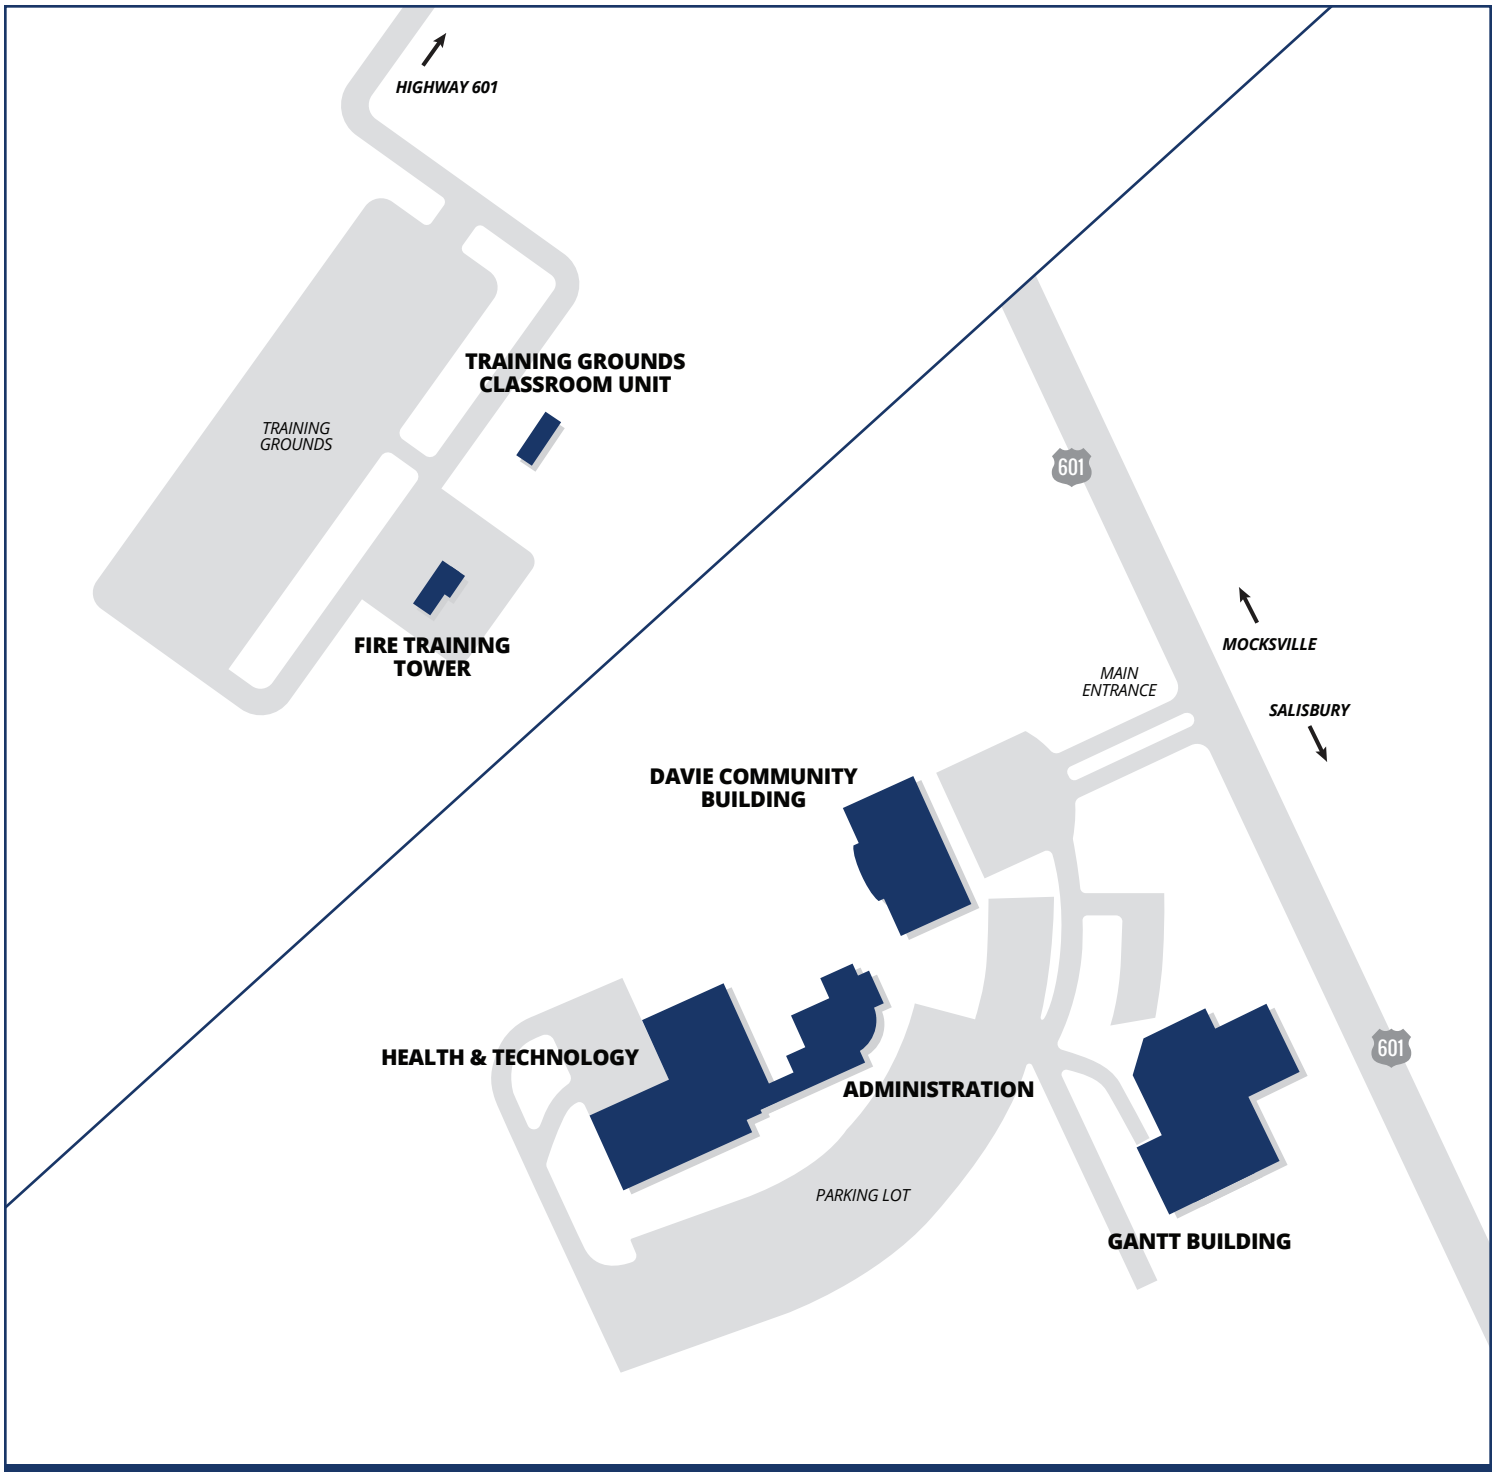 HIGHWAY 601
TRAINING GROUNDS
CLASSROOM UNIT
TRAINING
GROUNDS
601
FIRE TRAINING
TOWER
MOCKSVILLE
MAIN
ENTRANCE
SALISBURY
DAVIE COMMUNITY
BUILDING
601
HEALTH & TECHNOLOGY
ADMINISTRATION
PARKING LOT
GANTT BUILDING